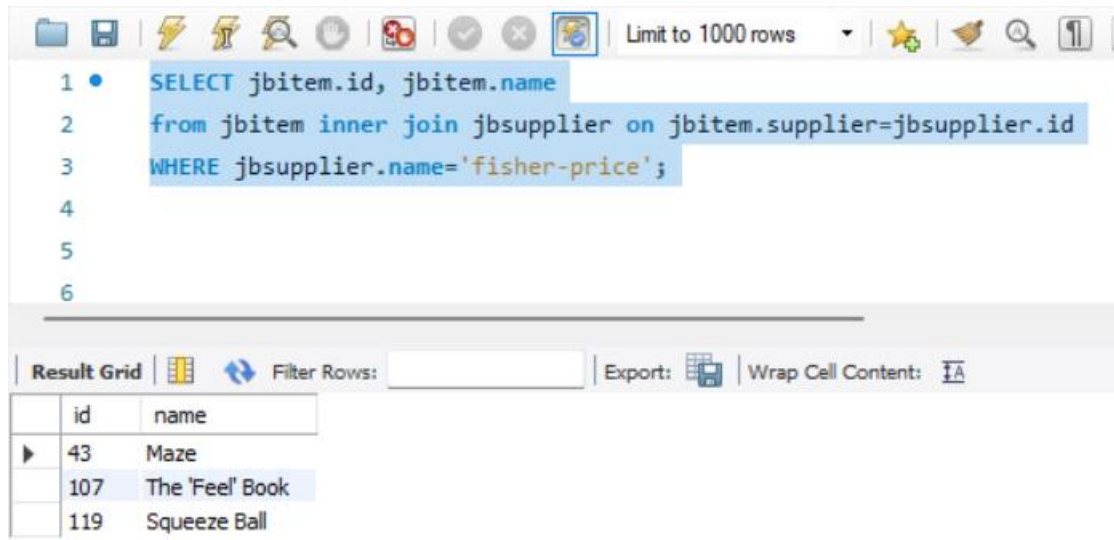 Limit to 1000 rows
1 SELECT jbitem.id, jbitem.name
2 from jbitem inner join jbsupplier on jbitem.supplier=jbsupplier.id
3 WHERE jbsupplier.name='fisher-price';
4
5
6
Result Grid Filter Rows: Export: Wrap Cell Content: IA
id name
43 Maze
107 The 'Feel' Book
119 Squeeze Ball